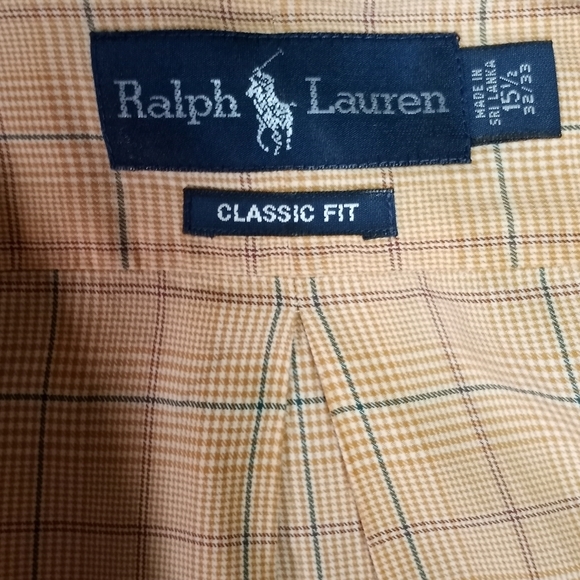 Ralph Lauren
MADE IN
SRI LANKA
15½
32/33
CLASSIC FIT